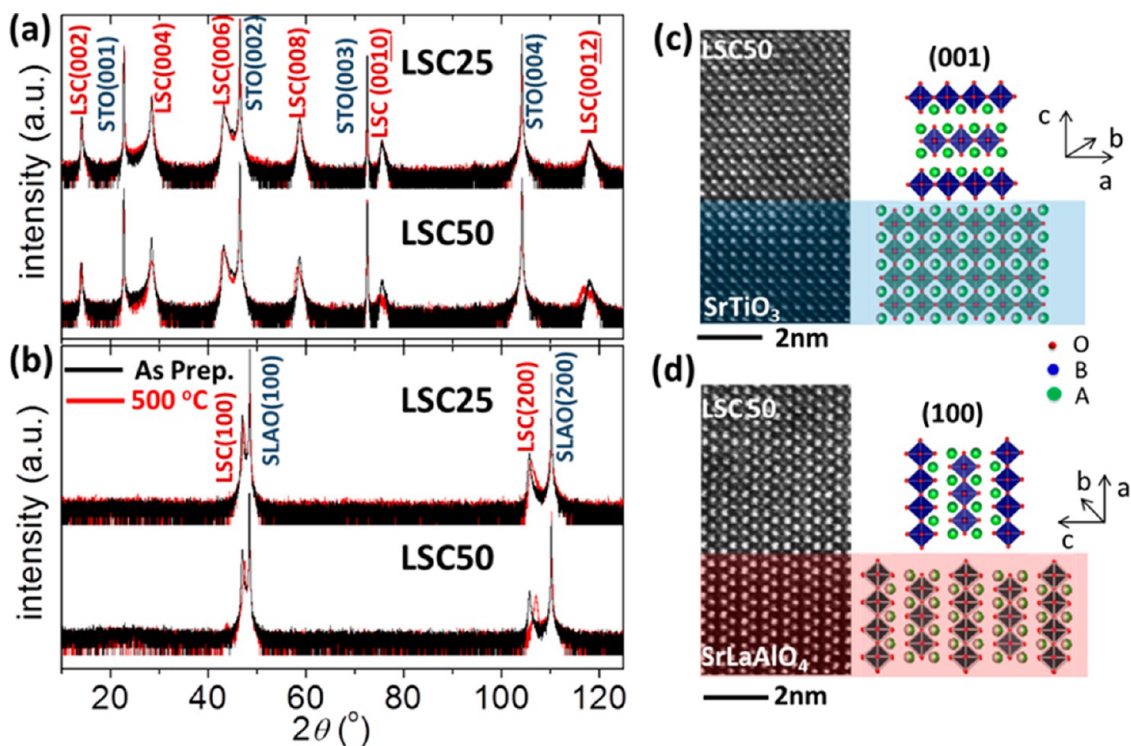 (a)
LSC(002)
STO(001)
LSC(004)
LSC(006)
STO(002)
LSC(008)
STO(003)
LSC (0010)
STO(004)
LSC(0012)
LSC25
LSC50
intensity (a.u.)
(b)
As Prep.
500 °C
LSC(100)
SLAO(100)
LSC25
LSC(200)
SLAO(200)
LSC50
intensity (a.u.)
20 40 60 80 100 120
2θ (°)
(c)
LSC50
(001)
c
b
a
SrTiO₃
2nm
O
B
A
(d)
LSC50
(100)
b
a
c
SrLaAlO₄
2nm